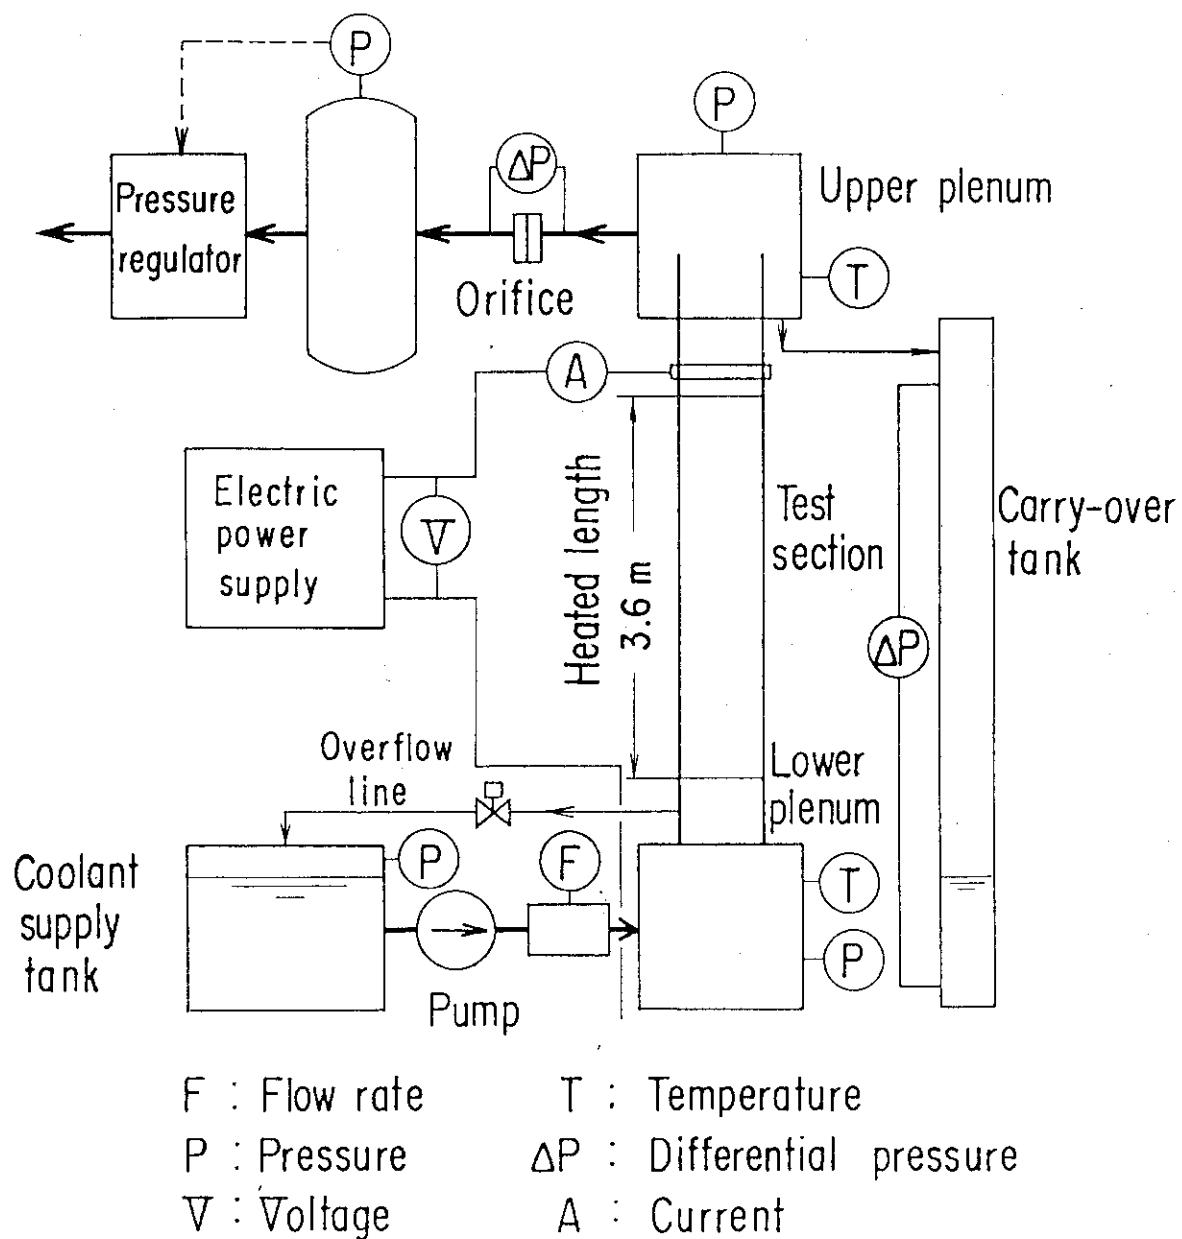 P
P
ΔP
Pressure
regulator
Upper plenum
T
Orifice
A
Electric
power
supply
V
Heated length
3.6 m
Test
section
Carry-over
tank
ΔP
Overflow
line
Lower
plenum
Coolant
supply
tank
P
F
T
P
Pump
F : Flow rate
T : Temperature
P : Pressure
ΔP : Differential pressure
V : Voltage
A : Current